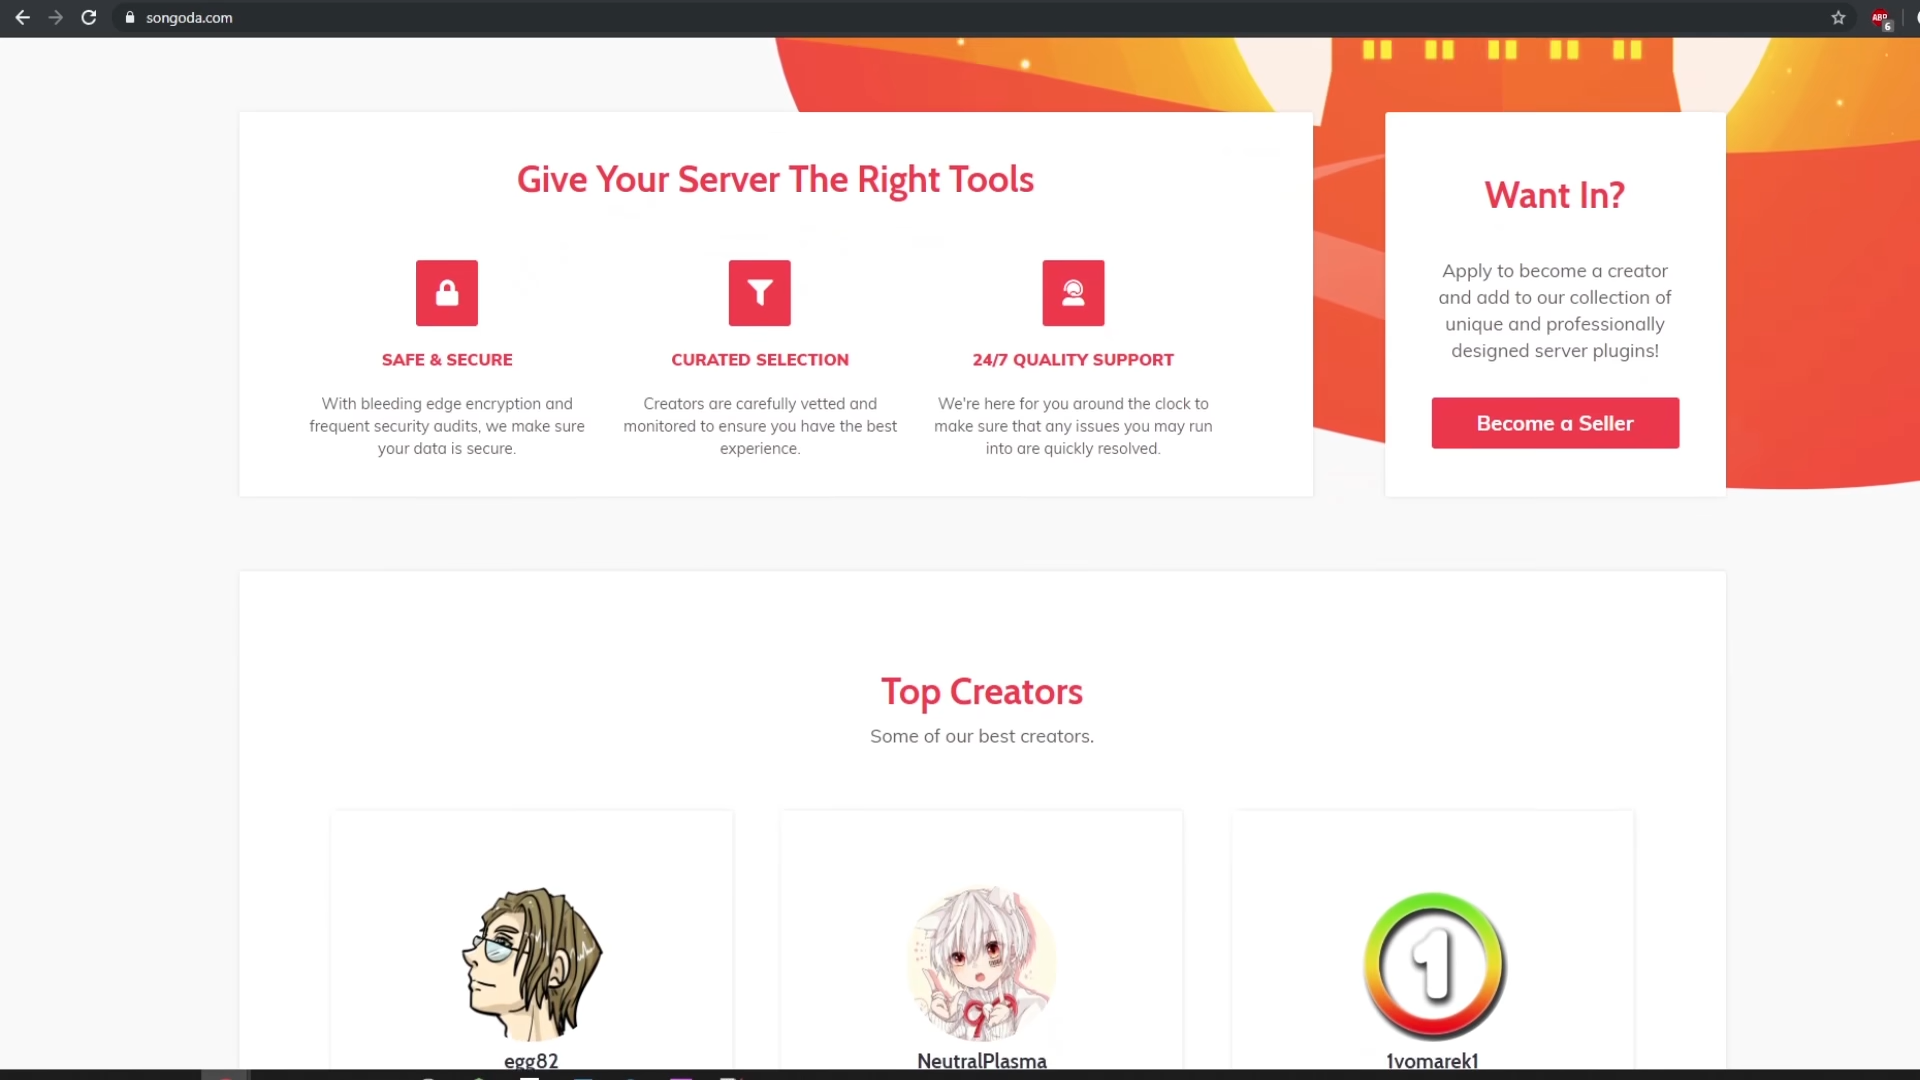 songoda.com
ABP
6
Give Your Server The Right Tools
SAFE & SECURE
With bleeding edge encryption and
frequent security audits, we make sure
your data is secure.
CURATED SELECTION
Creators are carefully vetted and
monitored to ensure you have the best
experience.
24/7 QUALITY SUPPORT
We're here for you around the clock to
make sure that any issues you may run
into are quickly resolved.
Want In?
Apply to become a creator
and add to our collection of
unique and professionally
designed server plugins!
Become a Seller
Top Creators
Some of our best creators.
egg82
NeutralPlasma
1
1vomarek1